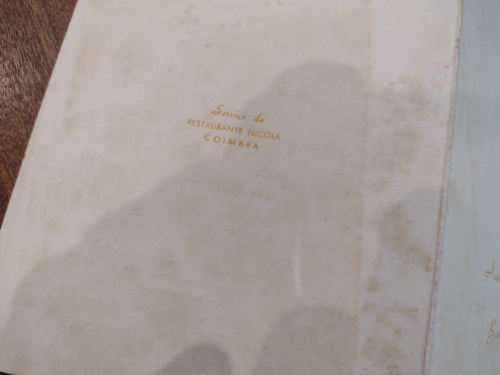 Serviço de
RESTAURANTE NICOLA
COIMBRA